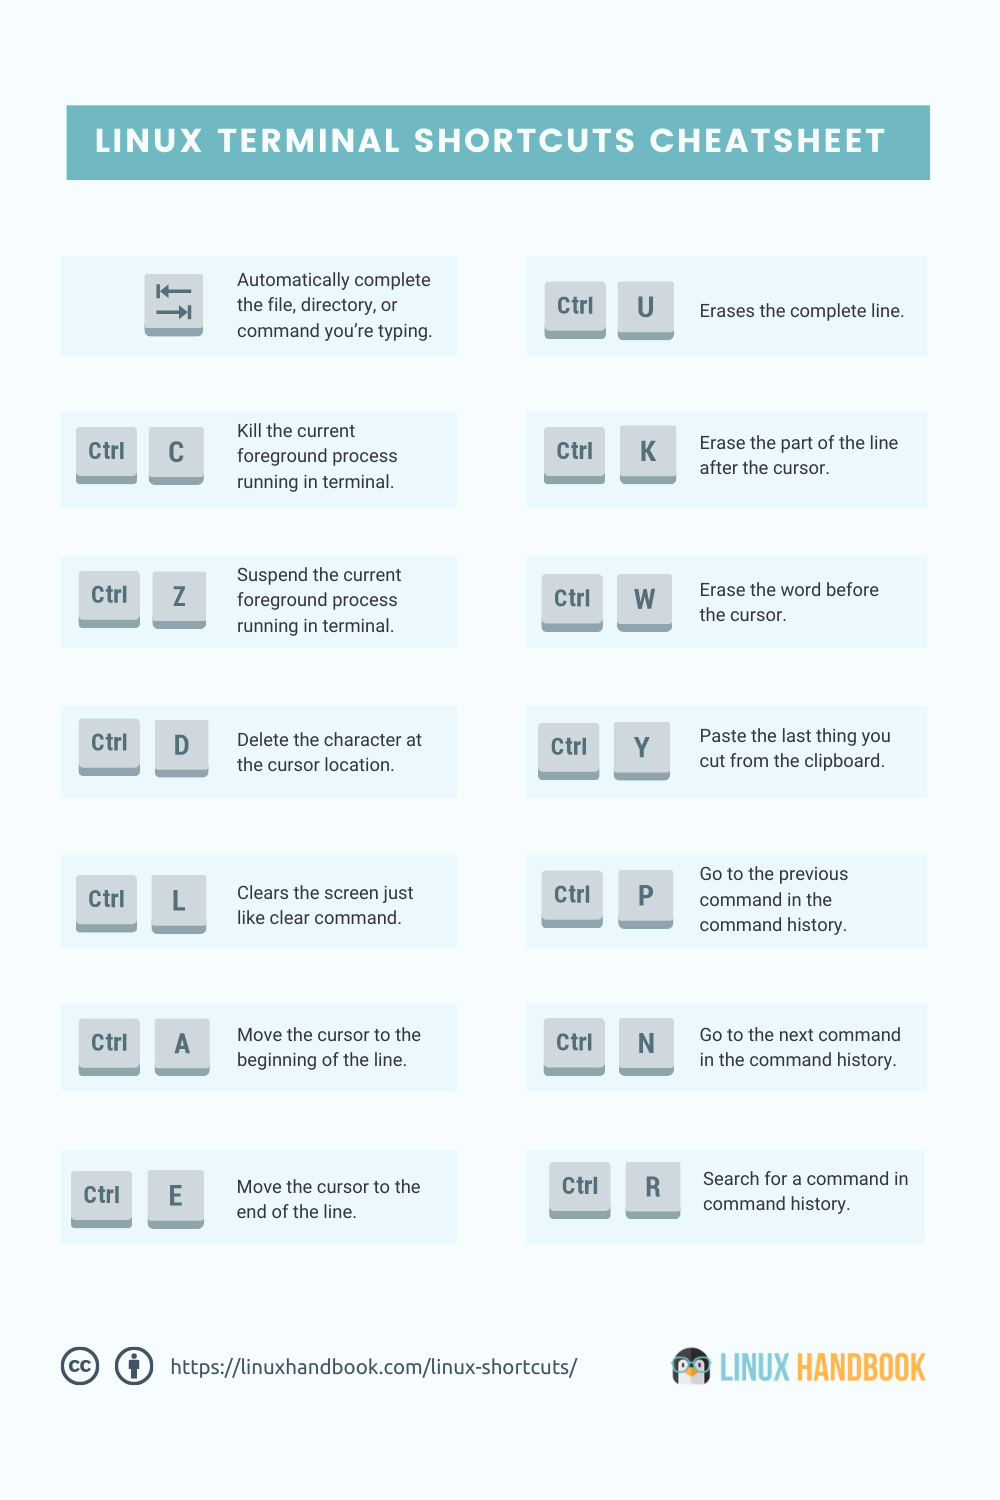 LINUX TERMINAL SHORTCUTS CHEATSHEET
Automatically complete
the file, directory, or
command you're typing.
Ctrl C
Kill the current
foreground process
running in terminal.
Ctrl Z
Suspend the current
foreground process
running in terminal.
Ctrl D
Delete the character at
the cursor location.
Ctrl L
Clears the screen just
like clear command.
Ctrl A
Move the cursor to the
beginning of the line.
Ctrl E
Move the cursor to the
end of the line.
Ctrl U
Erases the complete line.
Ctrl K
Erase the part of the line
after the cursor.
Ctrl W
Erase the word before
the cursor.
Ctrl Y
Paste the last thing you
cut from the clipboard.
Ctrl P
Go to the previous
command in the
command history.
Ctrl N
Go to the next command
in the command history.
Ctrl R
Search for a command in
command history.
cc
https://linuxhandbook.com/linux-shortcuts/
LINUX HANDBOOK